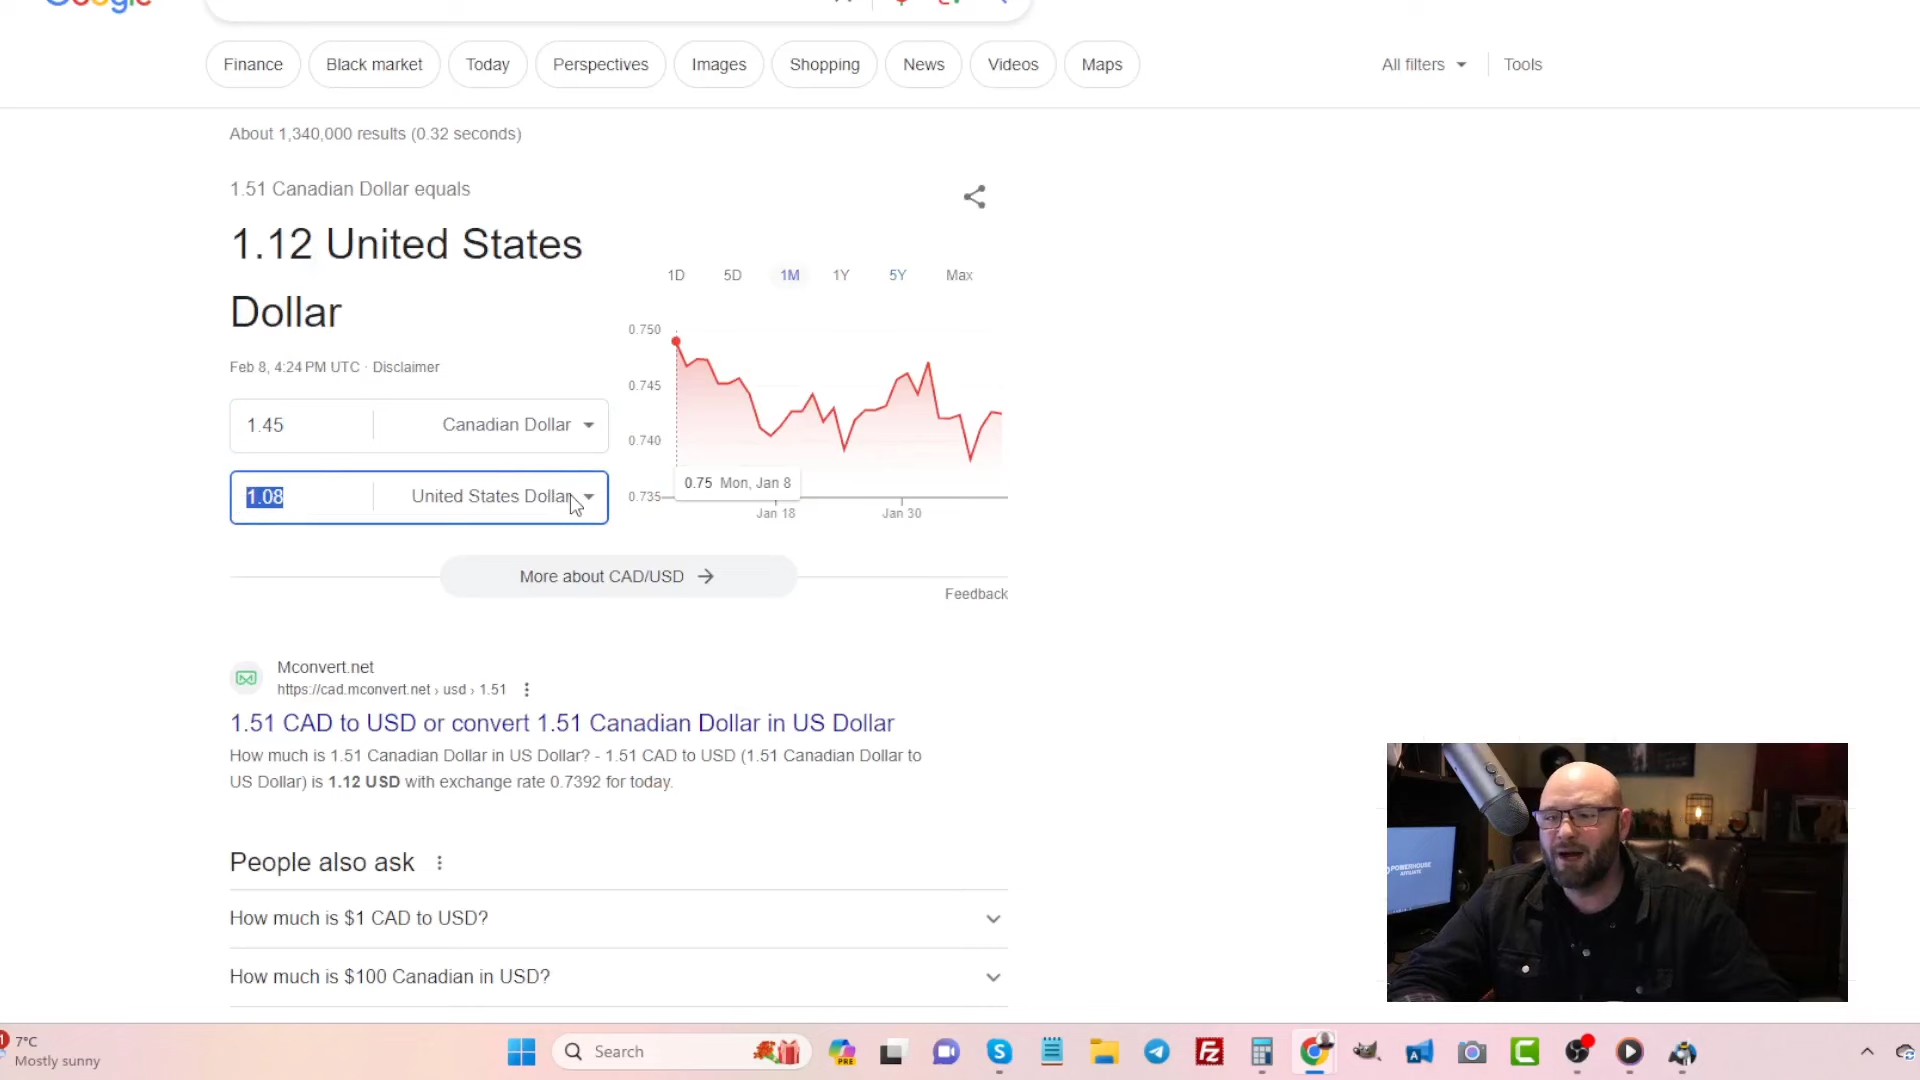 Google
Finance
Black market
Today
Perspectives
Images
Shopping
News
Videos
Maps
All filters
Tools
About 1,340,000 results (0.32 seconds)
1.51 Canadian Dollar equals
1.12 United States
Dollar
Feb 8, 4:24 PM UTC · Disclaimer
1.45
Canadian Dollar
1.08
United States Dollar
1D
5D
1M
1Y
5Y
Max
0.750
0.745
0.740
0.735
0.75 Mon, Jan 8
Jan 18
Jan 30
More about CAD/USD
Feedback
Mconvert.net
https://cad.mconvert.net › usd › 1.51
1.51 CAD to USD or convert 1.51 Canadian Dollar in US Dollar
How much is 1.51 Canadian Dollar in US Dollar? - 1.51 CAD to USD (1.51 Canadian Dollar to
US Dollar) is 1.12 USD with exchange rate 0.7392 for today.
People also ask
How much is $1 CAD to USD?
How much is $100 Canadian in USD?
POWERHOUSE
AFFILIATE
7°C
Mostly sunny
Search
PRE
FZ
A
C